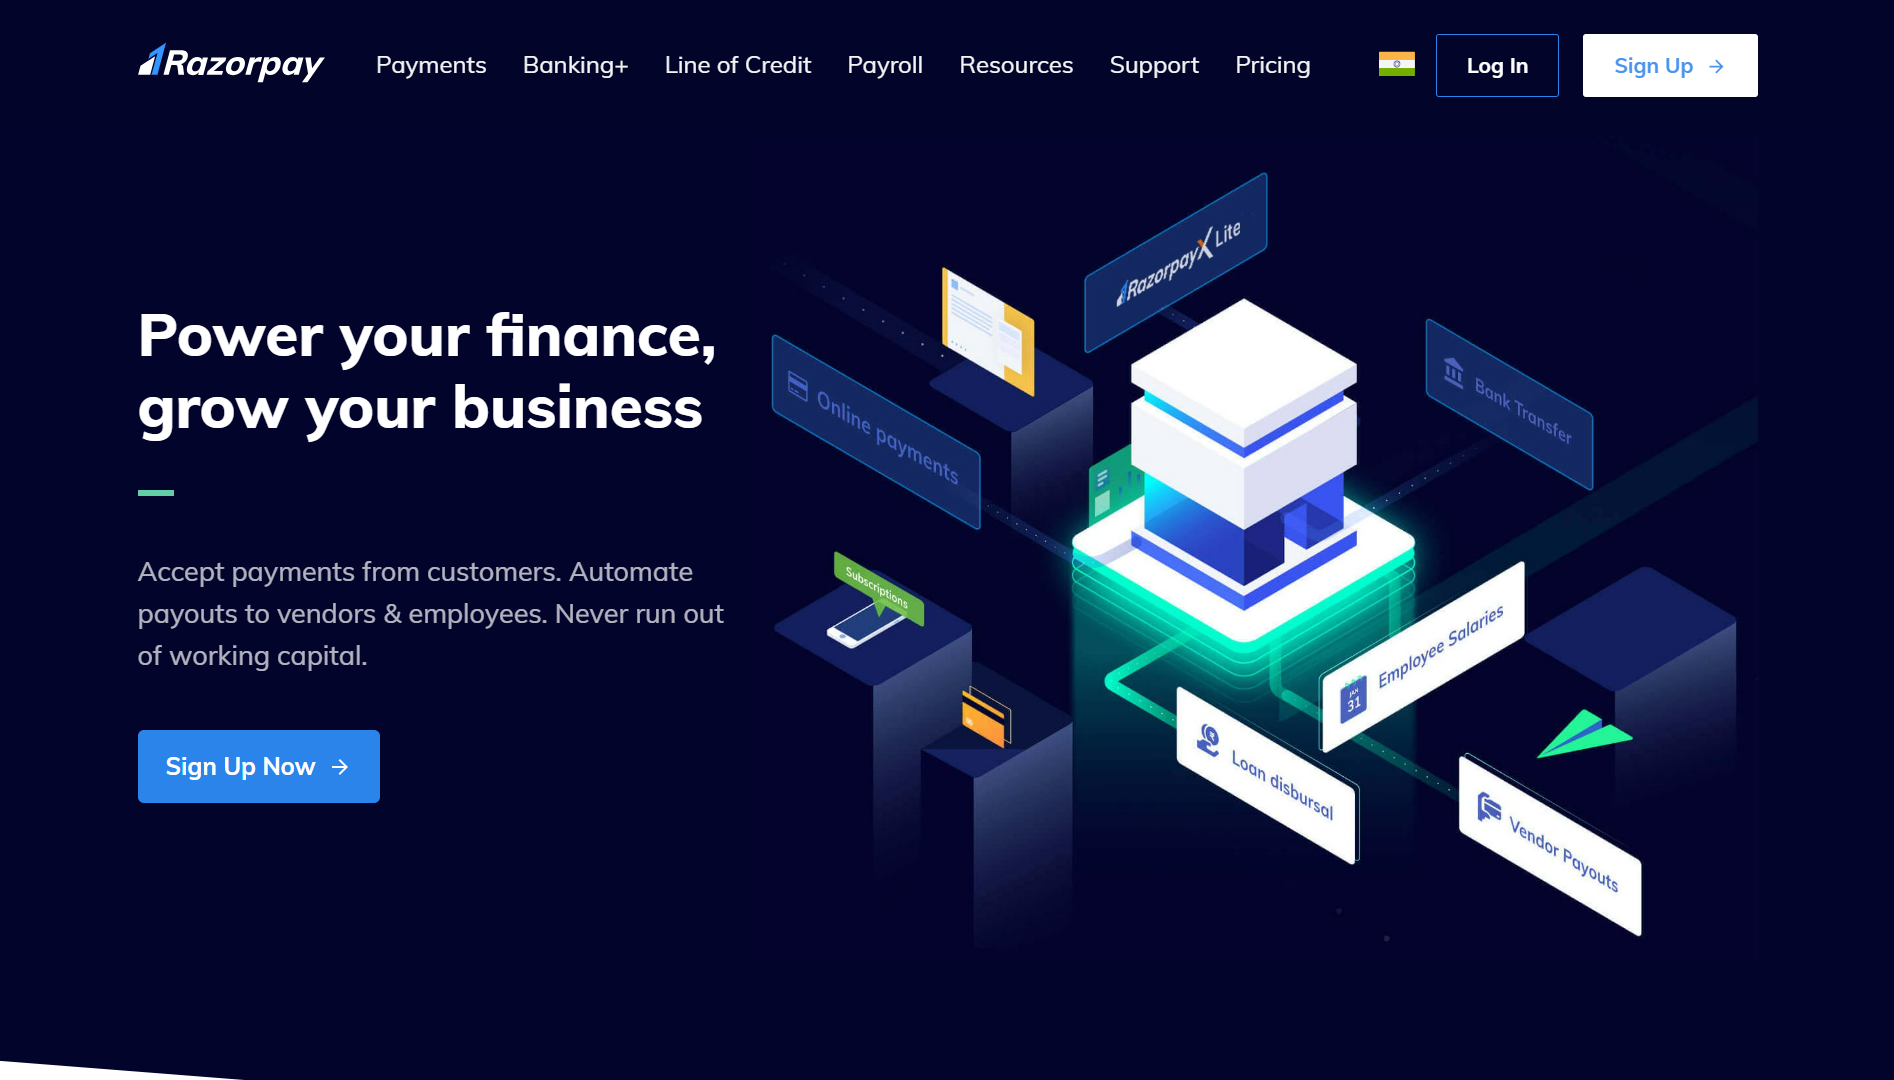 Razorpay
Payments
Banking+
Line of Credit
Payroll
Resources
Support
Pricing
Log In
Sign Up
Power your finance,
grow your business
Accept payments from customers. Automate
payouts to vendors & employees. Never run out
of working capital.
Sign Up Now
RazorpayX Lite
Online payments
Bank Transfer
Subscriptions
JAN
31
Employee Salaries
Loan disbursal
Vendor Payouts